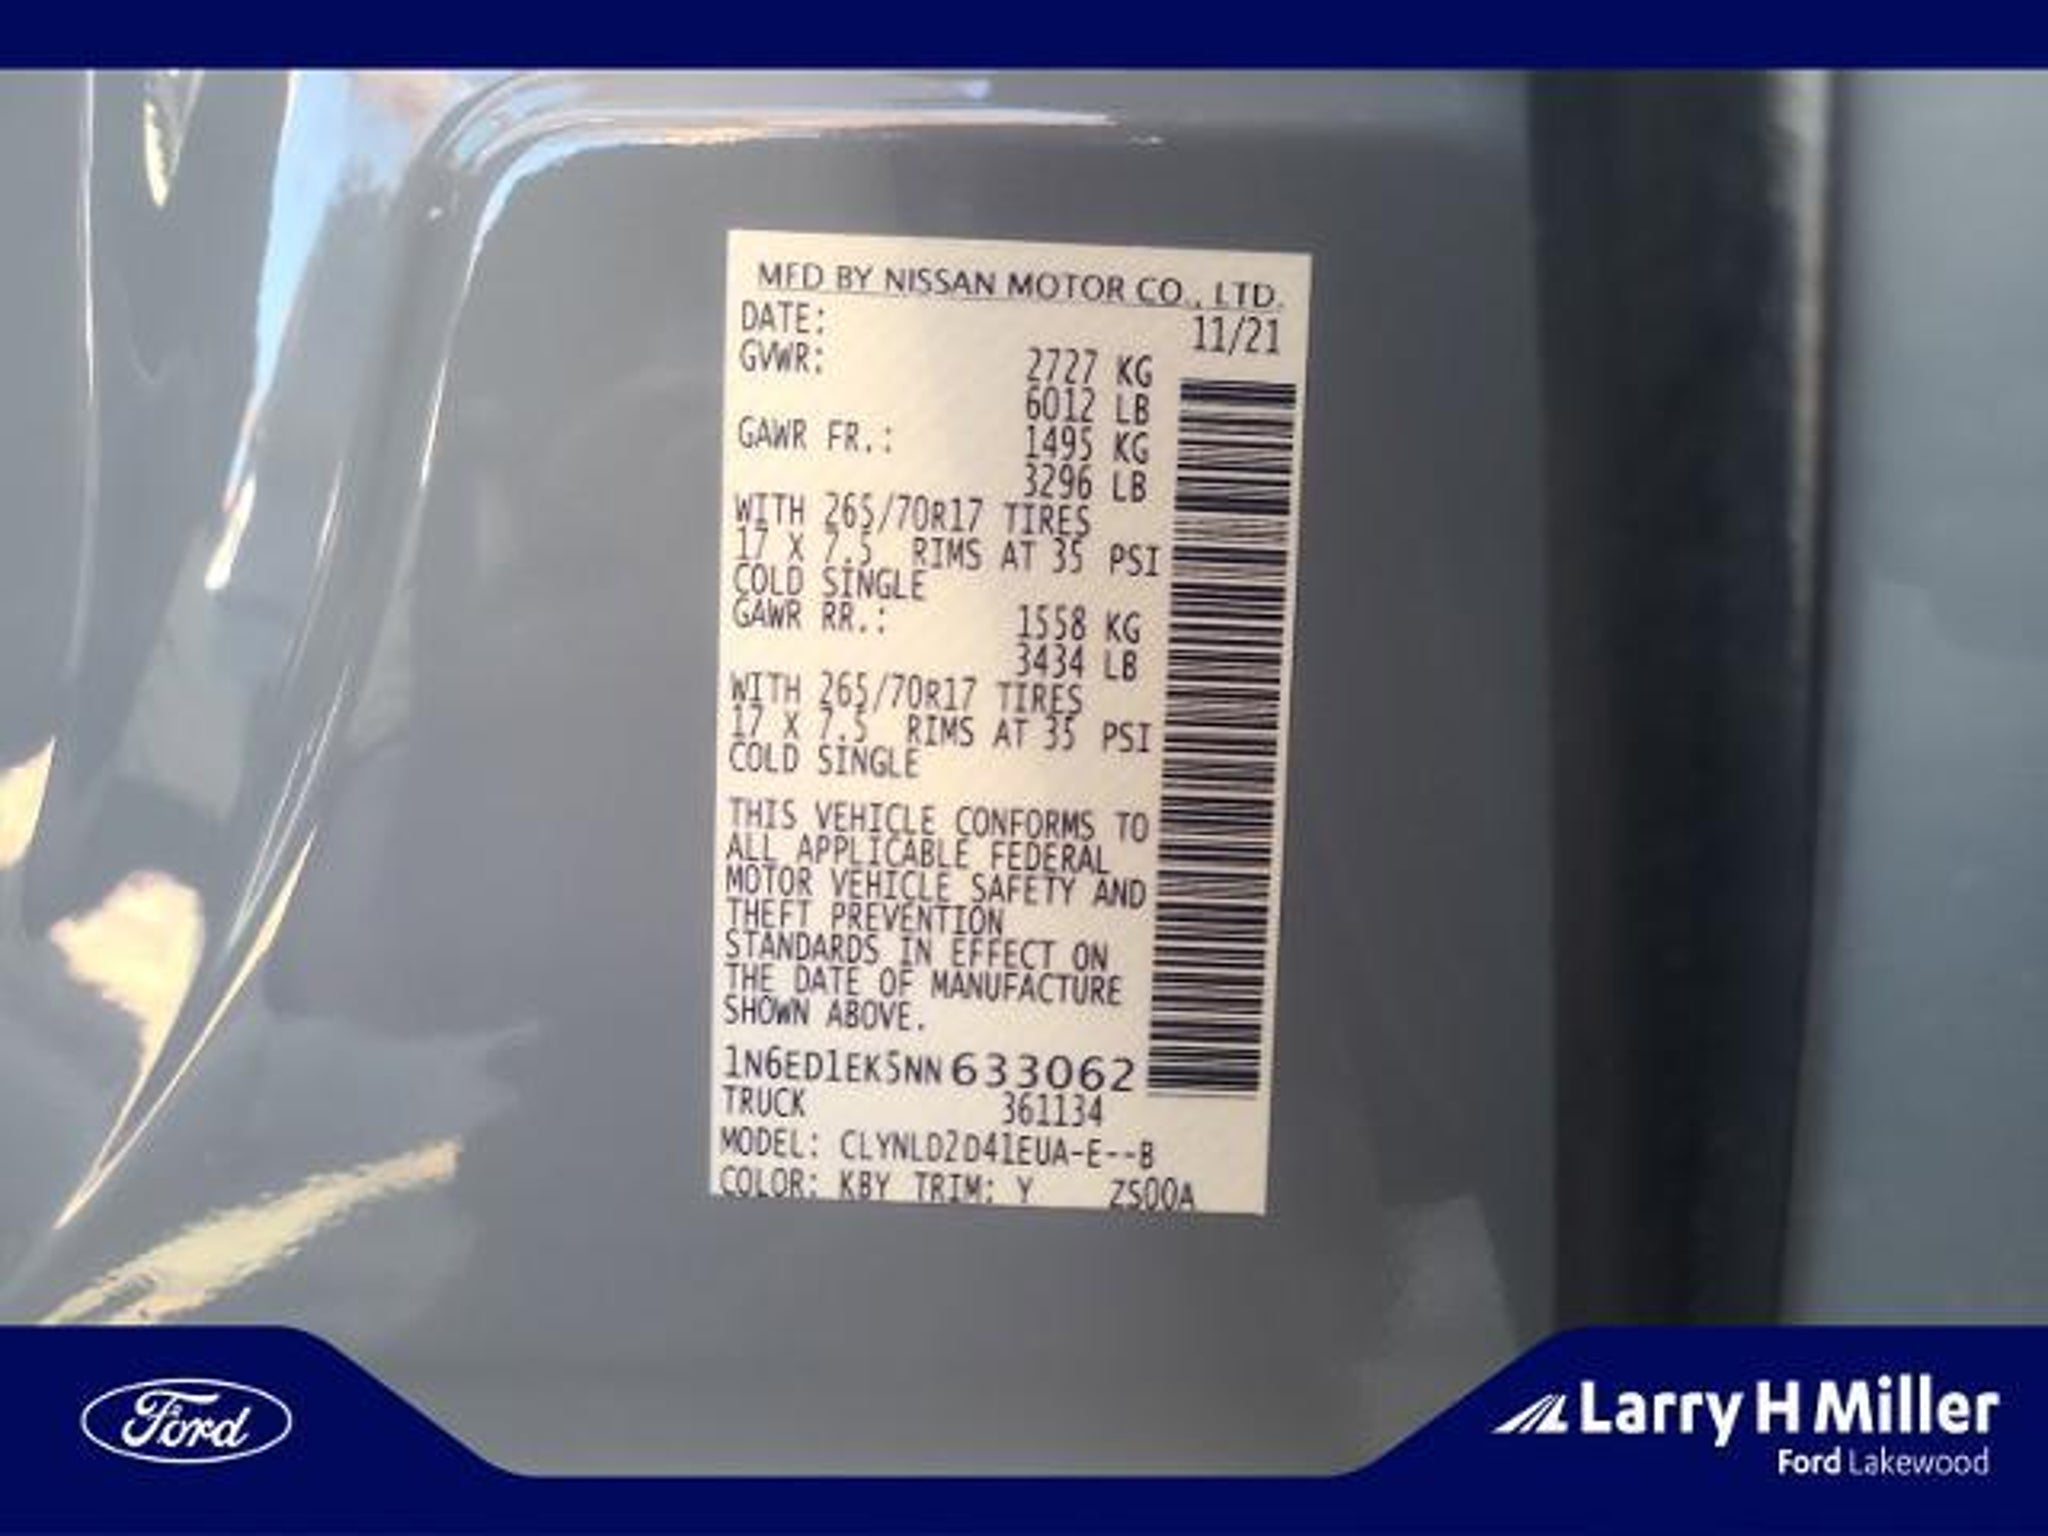 MFD BY NISSAN MOTOR CO., LTD.
DATE: 11/21
GVWR: 2727 KG
6012 LB
GAWR FR.: 1495 KG
3296 LB
WITH 265/70R17 TIRES
17 X 7.5 RIMS AT 35 PSI
COLD SINGLE
GAWR RR.: 1558 KG
3434 LB
WITH 265/70R17 TIRES
17 X 7.5 RIMS AT 35 PSI
COLD SINGLE
THIS VEHICLE CONFORMS TO
ALL APPLICABLE FEDERAL
MOTOR VEHICLE SAFETY AND
THEFT PREVENTION
STANDARDS IN EFFECT ON
THE DATE OF MANUFACTURE
SHOWN ABOVE.
1N6ED1EK5NN633062
TRUCK 361134
MODEL: CLYNLD2D41EUA-E--B
COLOR: KBY TRIM: Y ZS00A
Ford
Larry H Miller
Ford Lakewood